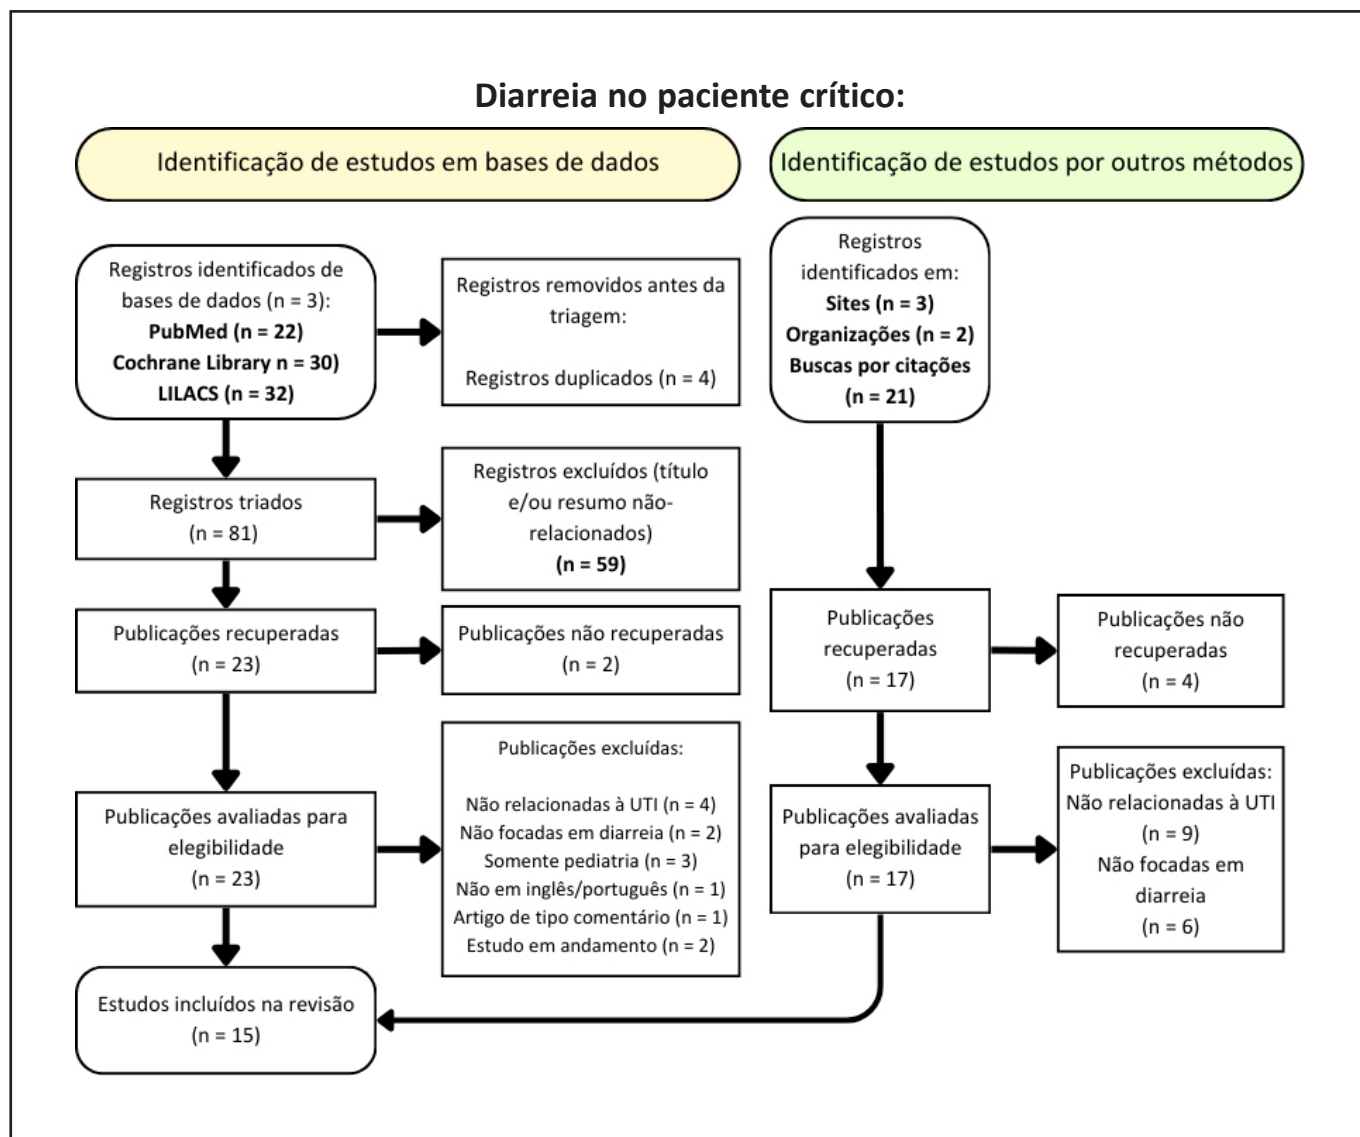 Diarreia no paciente crítico:
Identificação de estudos em bases de dados
Registros identificados de
bases de dados (n = 3):
PubMed (n = 22)
Cochrane Library n = 30)
LILACS (n = 32)
Registros removidos antes da
triagem:
Registros duplicados (n = 4)
Registros triados
(n = 81)
Registros excluídos (título
e/ou resumo não-
relacionados)
(n = 59)
Publicações recuperadas
(n = 23)
Publicações não recuperadas
(n = 2)
Publicações avaliadas para
elegibilidade
(n = 23)
Publicações excluídas:
Não relacionadas à UTI (n = 4)
Não focadas em diarreia (n = 2)
Somente pediatria (n = 3)
Não em inglês/português (n = 1)
Artigo de tipo comentário (n = 1)
Estudo em andamento (n = 2)
Estudos incluídos na revisão
(n = 15)
Identificação de estudos por outros métodos
Registros
identificados em:
Sites (n = 3)
Organizações (n = 2)
Buscas por citações
(n = 21)
Publicações
recuperadas
(n = 17)
Publicações não
recuperadas
(n = 4)
Publicações avaliadas
para elegibilidade
(n = 17)
Publicações excluídas:
Não relacionadas à UTI
(n = 9)
Não focadas em
diarreia
(n = 6)